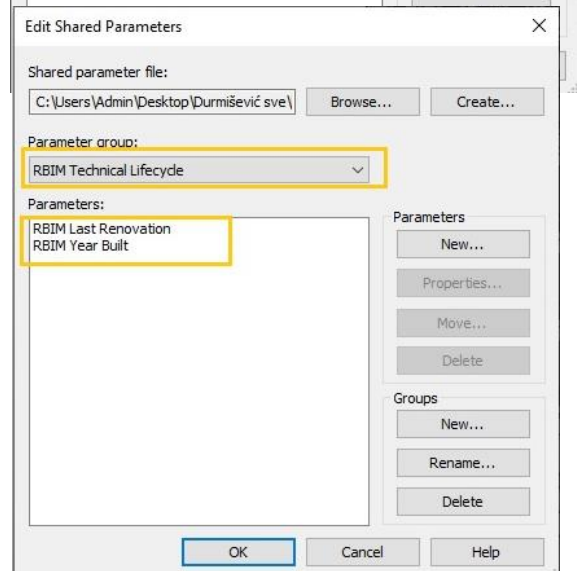 Edit Shared Parameters
Shared parameter file:
C:\Users\Admin\Desktop\Durmišević sve\
Browse...
Create...
Parameter group:
RBIM Technical Lifecycle
Parameters:
RBIM Last Renovation
RBIM Year Built
Parameters
New...
Properties...
Move...
Delete
Groups
New...
Rename...
Delete
OK
Cancel
Help